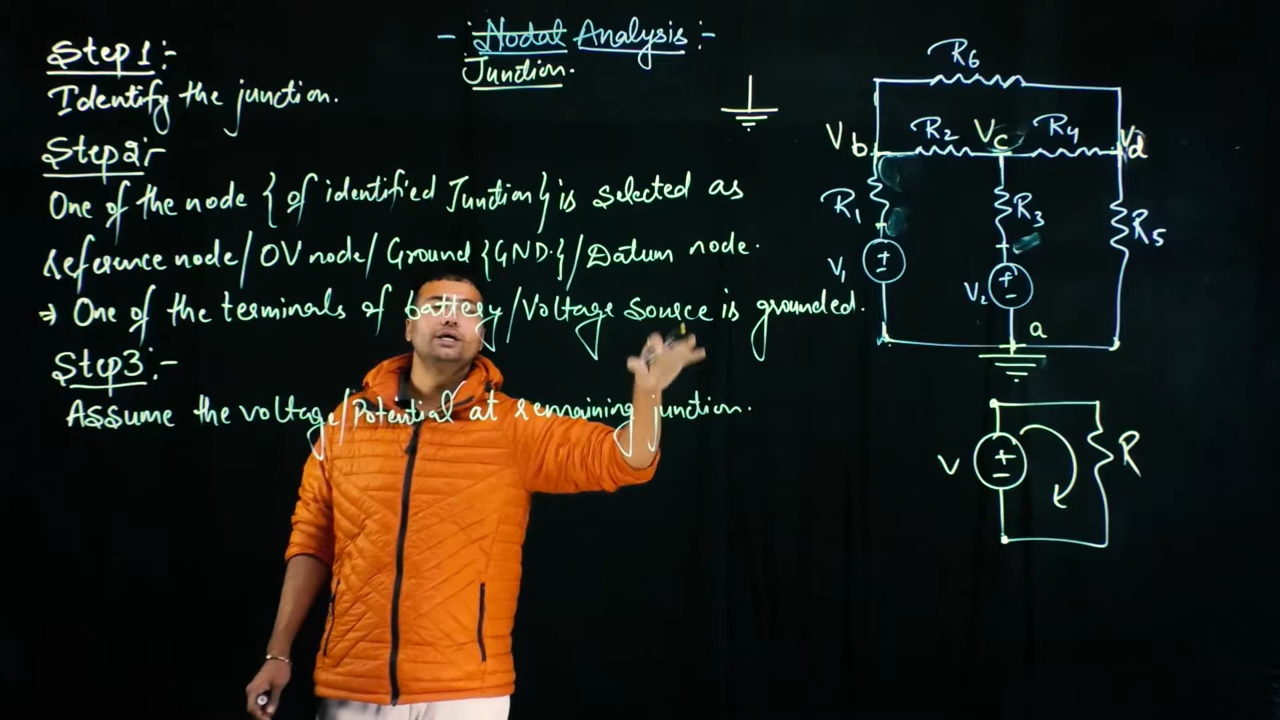 - :Nodal Analysis :-
Junction.
Step 1:-
Identify the junction.
Step 2:-
One of the node { of identified Junction} is selected as
reference node/ 0V node/ Ground {GND.}/Datum node.
⇒ One of the terminals of battery/Voltage Source is grounded.
Step3:-
Assume the voltage/Potential at remaining junction.
R6
Vb R2 Vc R4 Vd
R1 R3 R5
V1 + - V2 + -
a
V + - R